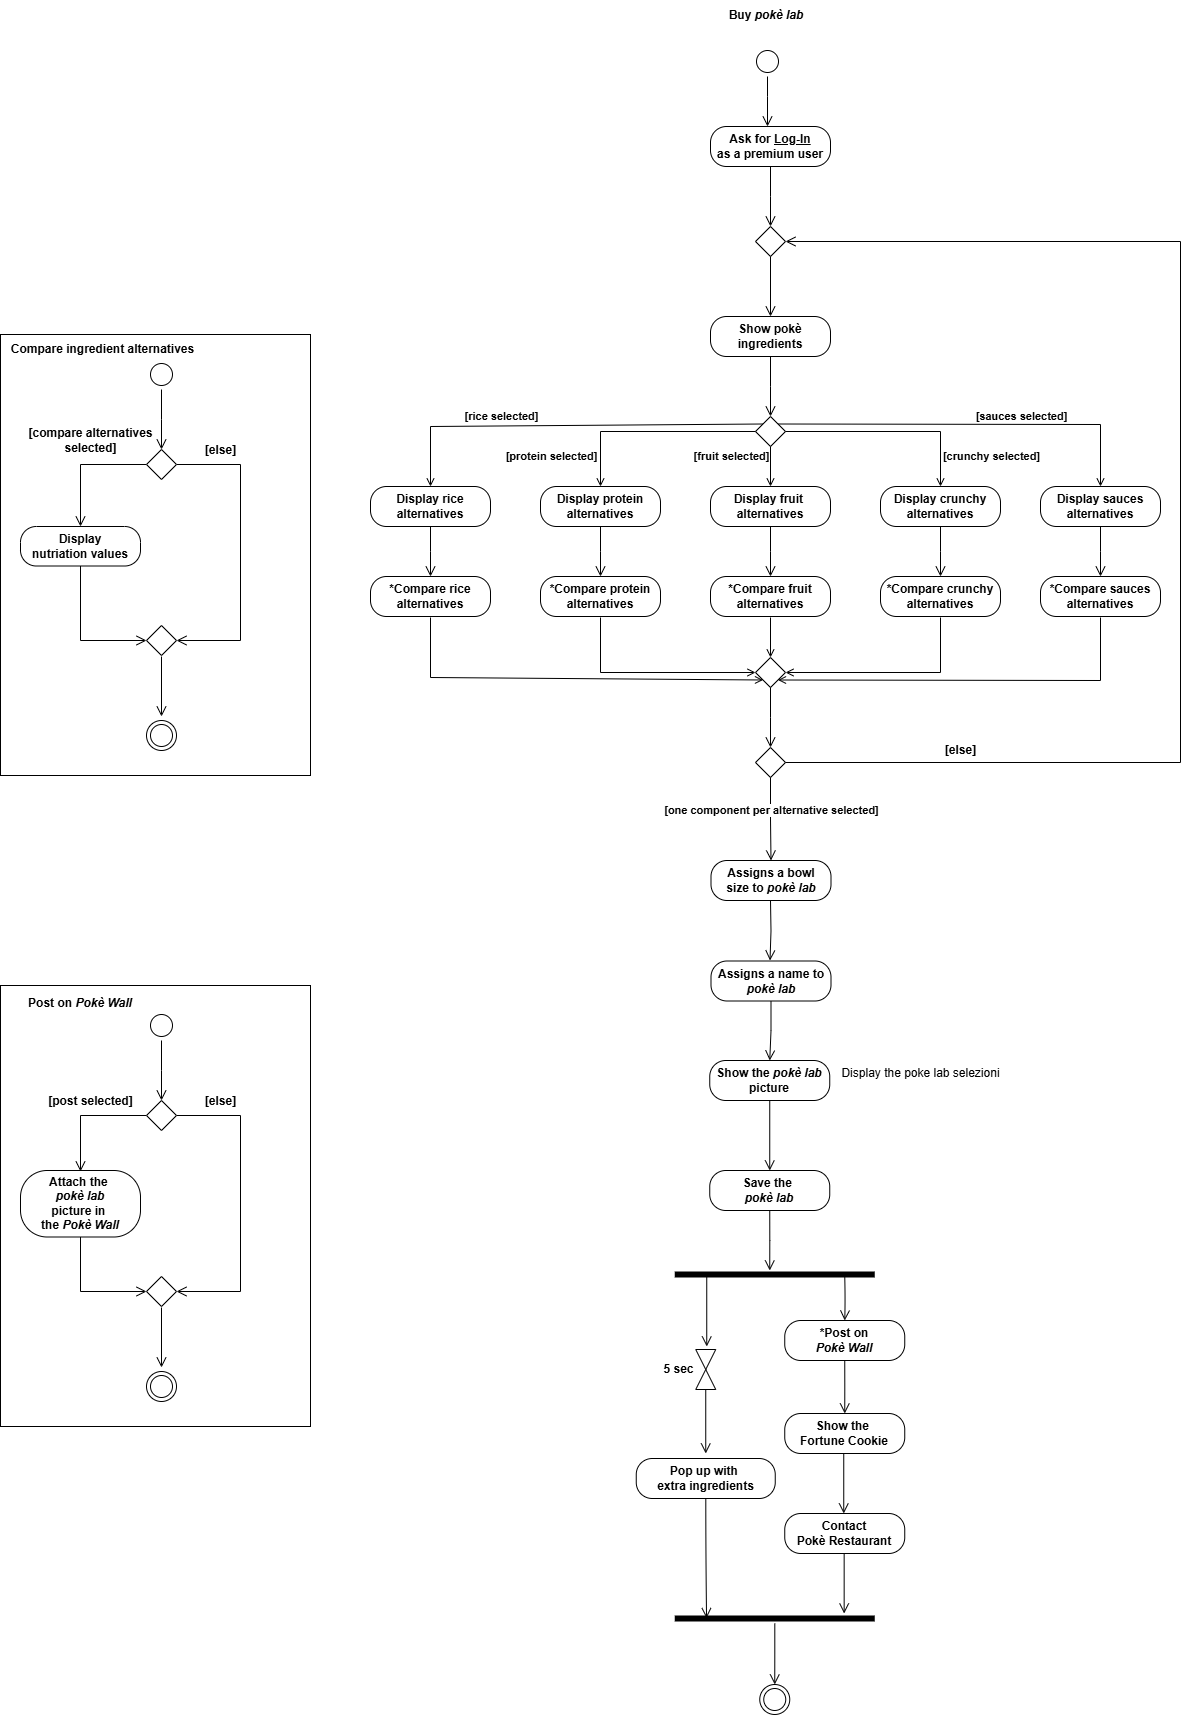 Buy pokè lab
Ask for Log-In
as a premium user
Show pokè
ingredients
[rice selected]
[sauces selected]
[protein selected]
[fruit selected]
[crunchy selected]
Display rice
alternatives
Display protein
alternatives
Display fruit
alternatives
Display crunchy
alternatives
Display sauces
alternatives
*Compare rice
alternatives
*Compare protein
alternatives
*Compare fruit
alternatives
*Compare crunchy
alternatives
*Compare sauces
alternatives
[else]
[one component per alternative selected]
Assigns a bowl
size to pokè lab
Assigns a name to
pokè lab
Show the pokè lab
picture
Display the poke lab selezioni
Save the
pokè lab
5 sec
Pop up with
extra ingredients
*Post on
Pokè Wall
Show the
Fortune Cookie
Contact
Pokè Restaurant
Compare ingredient alternatives
[compare alternatives
selected]
[else]
Display
nutriation values
Post on Pokè Wall
[post selected]
[else]
Attach the
pokè lab
picture in
the Pokè Wall